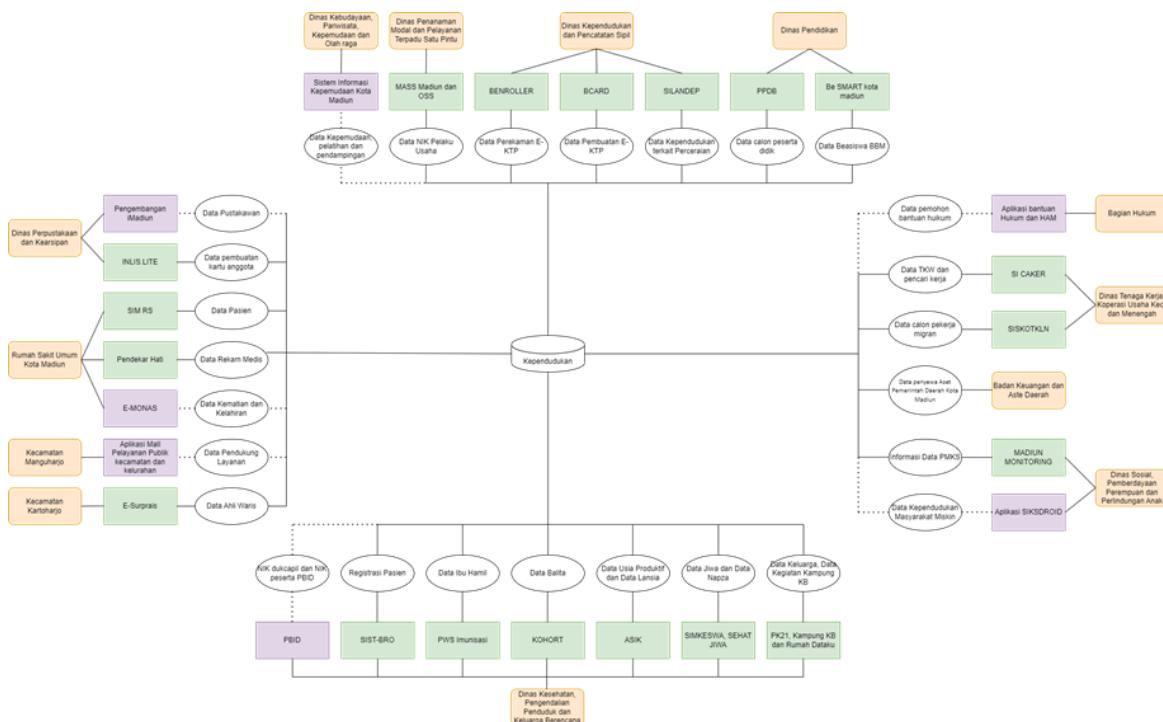 Dinas Kebudayaan,
Pariwisata,
Kepemudaan dan
Olah raga
Dinas Penanaman
Modal dan Pelayanan
Terpadu Satu Pintu
Dinas Kependudukan
dan Pencatatan Sipil
Dinas Pendidikan
Sistem Informasi
Kepemudaan Kota
Madiun
MASS Madiun dan
OSS
BENROLLER
BCARD
SILANDEP
PPDB
Be SMART kota
madiun
Data Kepemudaan,
pelatihan dan
pendampingan
Data NIK Pelaku
Usaha
Data Perekaman E-
KTP
Data Pembuatan E-
KTP
Data Kependudukan
terkait Perceraian
Data calon peserta
didik
Data Beasiswa BBM
Dinas Perpustakaan
dan Kearsipan
Pengembangan
iMadiun
Data Pustakawan
INLIS LITE
Data pembuatan
kartu anggota
Rumah Sakit Umum
Kota Madiun
SIM RS
Data Pasien
Pendekar Hati
Data Rekam Medis
E-MONAS
Data Kematian dan
Kelahiran
Kecamatan
Manguharjo
Aplikasi Mall
Pelayanan Publik
kecamatan dan
kelurahan
Data Pendukung
Layanan
Kecamatan
Kartoharjo
E-Surprais
Data Ahli Waris
Kependudukan
Data pemohon
bantuan hukum
Aplikasi bantuan
Hukum dan HAM
Bagian Hukum
Data TKW dan
pencari kerja
SI CAKER
Dinas Tenaga Kerja,
Koperasi Usaha Kecil
dan Menengah
Data calon pekerja
migran
SISKOTKLN
Data penyewa Aset
Pemerintah Daerah Kota
Madiun
Badan Keuangan dan
Aste Daerah
Informasi Data PMKS
MADIUN
MONITORING
Dinas Sosial,
Pemberdayaan
Perempuan dan
Perlindungan Anak
Data Kependudukan
Masyarakat Miskin
Aplikasi SIKSDROID
NIK dukcapil dan NIK
peserta PBID
Registrasi Pasien
Data Ibu Hamil
Data Balita
Data Usia Produktif
dan Data Lansia
Data Jiwa dan Data
Napza
Data Keluarga, Data
Kegiatan Kampung
KB
PBID
SIST-BRO
PWS Imunisasi
KOHORT
ASIK
SIMKESWA, SEHAT
JIWA
PK21, Kampung KB
dan Rumah Dataku
Dinas Kesehatan,
Pengendalian
Penduduk dan
Keluarga Berencana